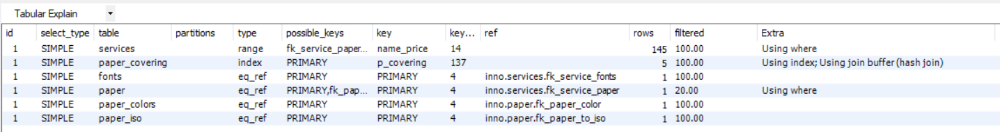 Tabular Explain
id select_type table partitions type possible_keys key key... ref rows filtered Extra
1 SIMPLE services range fk_service_paper... name_price 14 145 100.00 Using where
1 SIMPLE paper_covering index PRIMARY p_covering 137 5 100.00 Using index; Using join buffer (hash join)
1 SIMPLE fonts eq_ref PRIMARY PRIMARY 4 inno.services.fk_service_fonts 1 100.00
1 SIMPLE paper eq_ref PRIMARY,fk_pap... PRIMARY 4 inno.services.fk_service_paper 1 20.00 Using where
1 SIMPLE paper_colors eq_ref PRIMARY PRIMARY 4 inno.paper.fk_paper_color 1 100.00
1 SIMPLE paper_iso eq_ref PRIMARY PRIMARY 4 inno.paper.fk_paper_to_iso 1 100.00